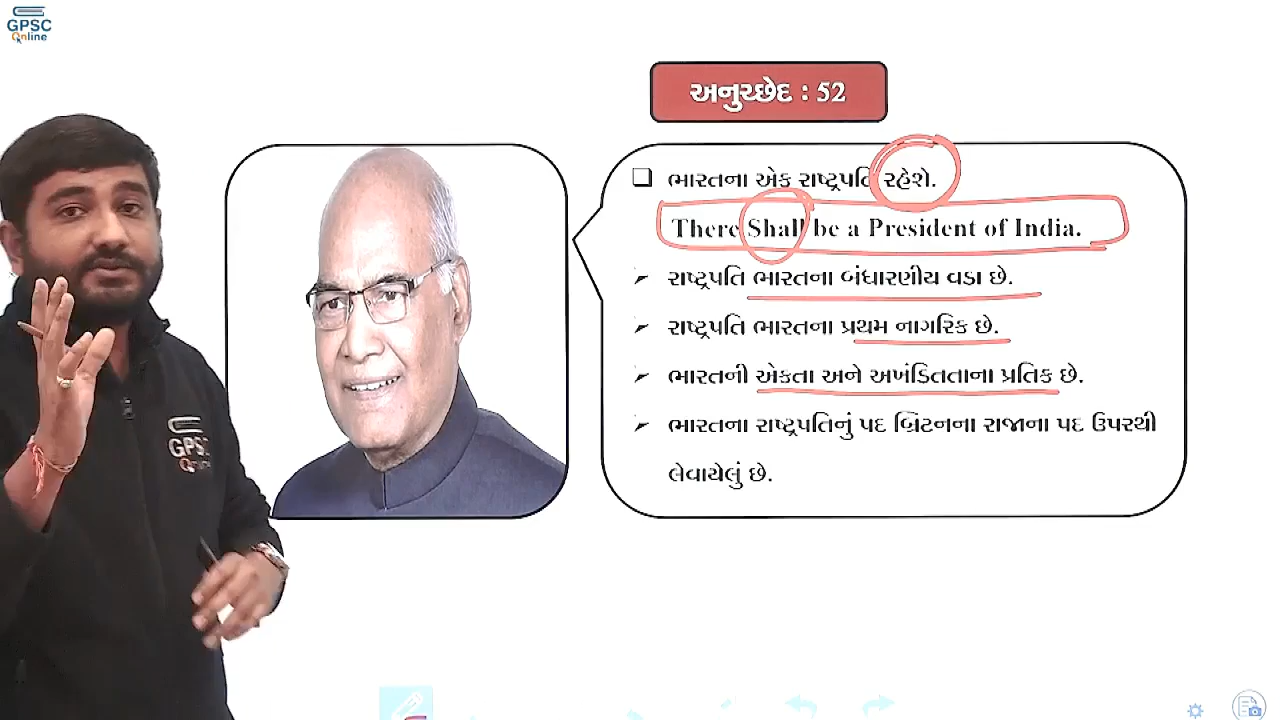 GPSC
Online
અનુચ્છેદ : 52
ભારતના એક રાષ્ટ્રપતિ રહેશે.
There Shall be a President of India.
રાષ્ટ્રપતિ ભારતના બંધારણીય વડા છે.
રાષ્ટ્રપતિ ભારતના પ્રથમ નાગરિક છે.
ભારતની એકતા અને અખંડિતતાના પ્રતિક છે.
ભારતના રાષ્ટ્રપતિનું પદ બ્રિટનના રાજાના પદ ઉપરથી
લેવાયેલું છે.
GPSC
Online